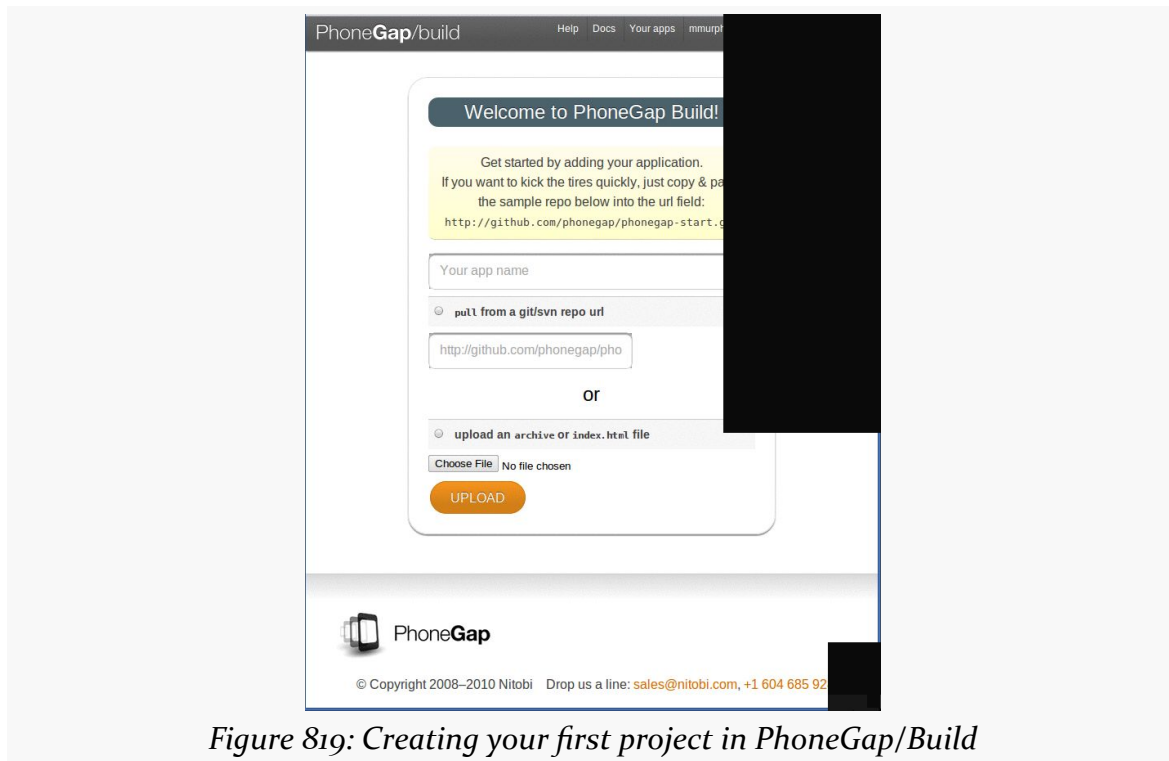 PhoneGap/build Help Docs Your apps
Welcome to PhoneGap Build!
Get started by adding your application.
If you want to kick the tires quickly, just copy &
the sample repo below into the url field:
http://github.com/phonegap/phonegap-start.g
Your app name
pull from a git/svn repo url
http://github.com/phonegap/pho
or
upload an archive or index.html file
Choose File No file chosen
UPLOAD
PhoneGap
© Copyright 2008–2010 Nitobi Drop us a line: sales@nitobi.com, +1 604 685 92
Figure 819: Creating your first project in PhoneGap/Build